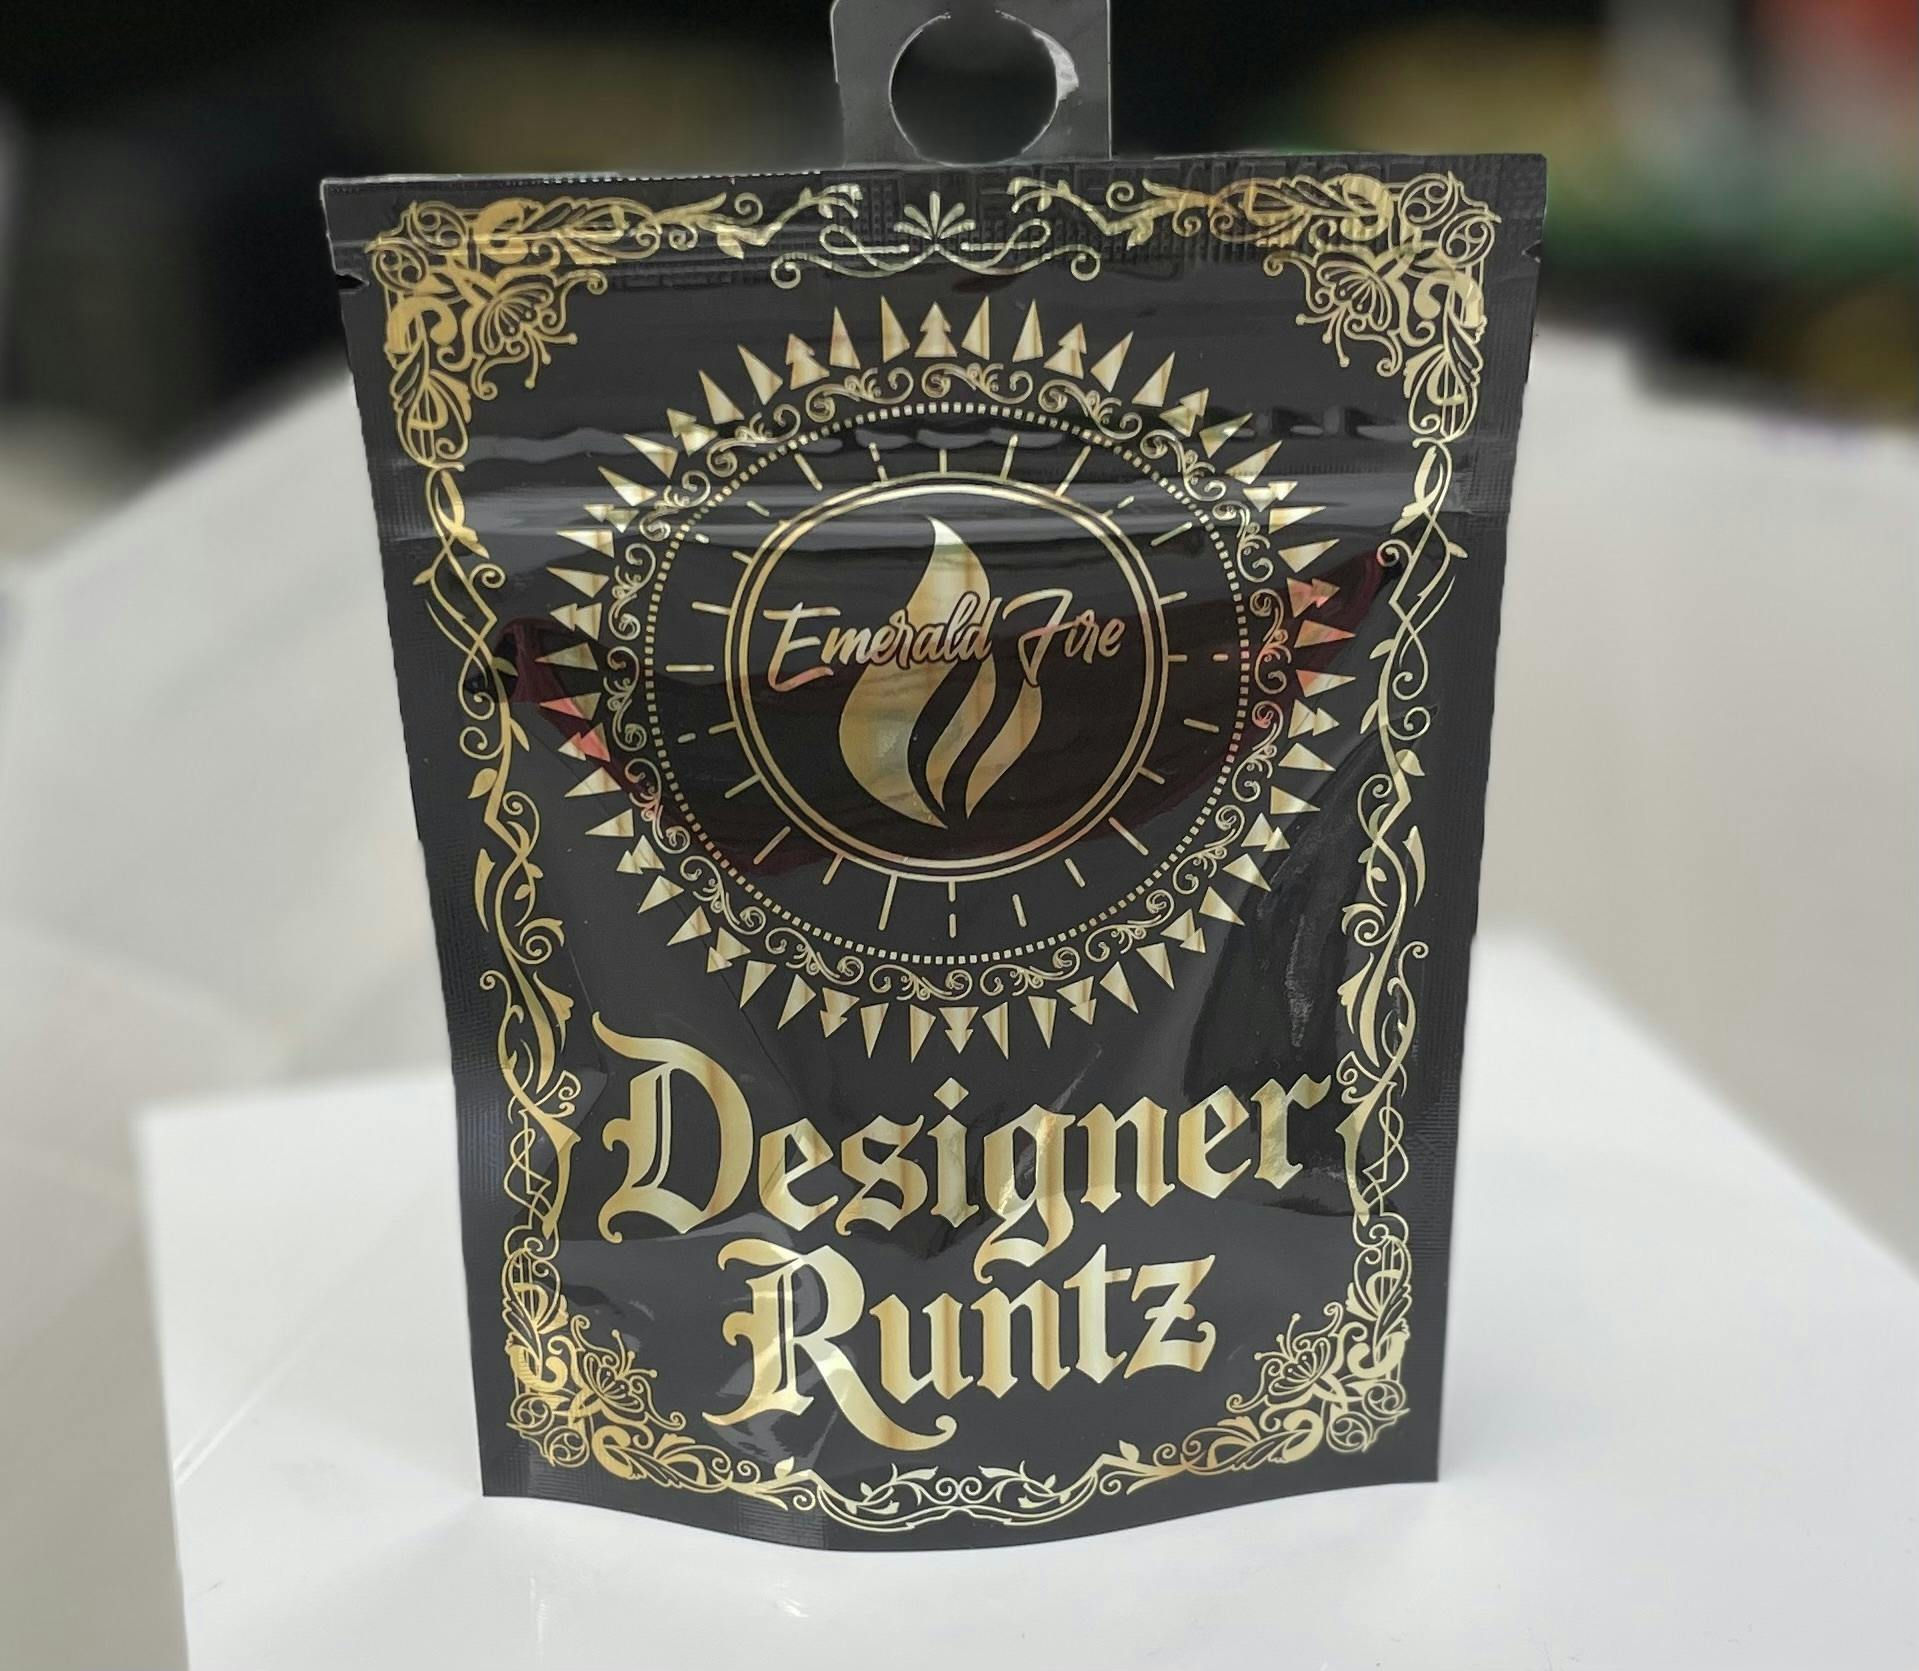 Emerald Fire
Designer
Runtz